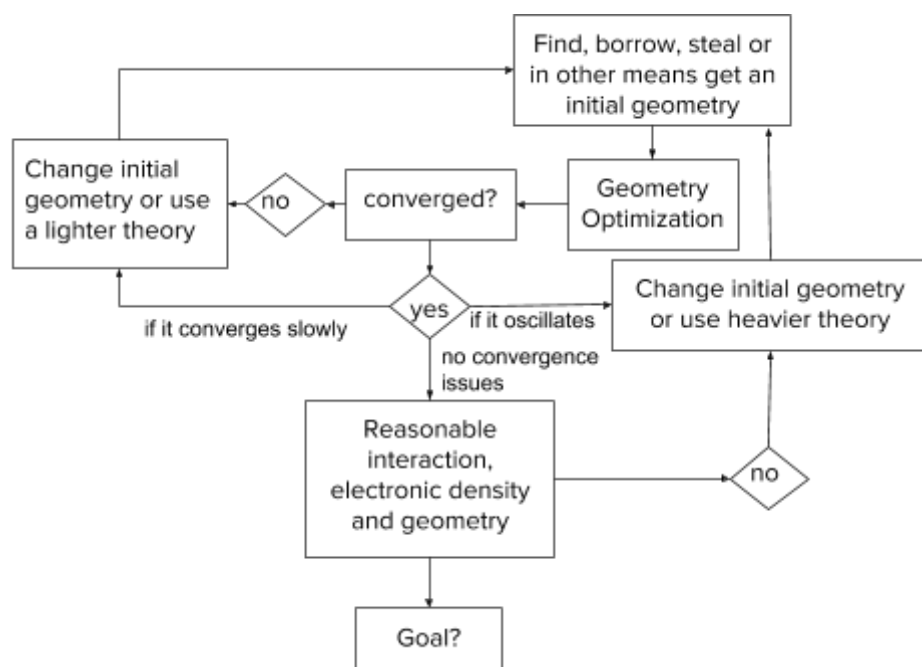 Find, borrow, steal or
in other means get an
initial geometry
Change initial
geometry or use
a lighter theory
no
converged?
Geometry
Optimization
yes
if it converges slowly
if it oscillates
Change initial geometry
or use heavier theory
no convergence
issues
Reasonable
interaction,
electronic density
and geometry
no
Goal?